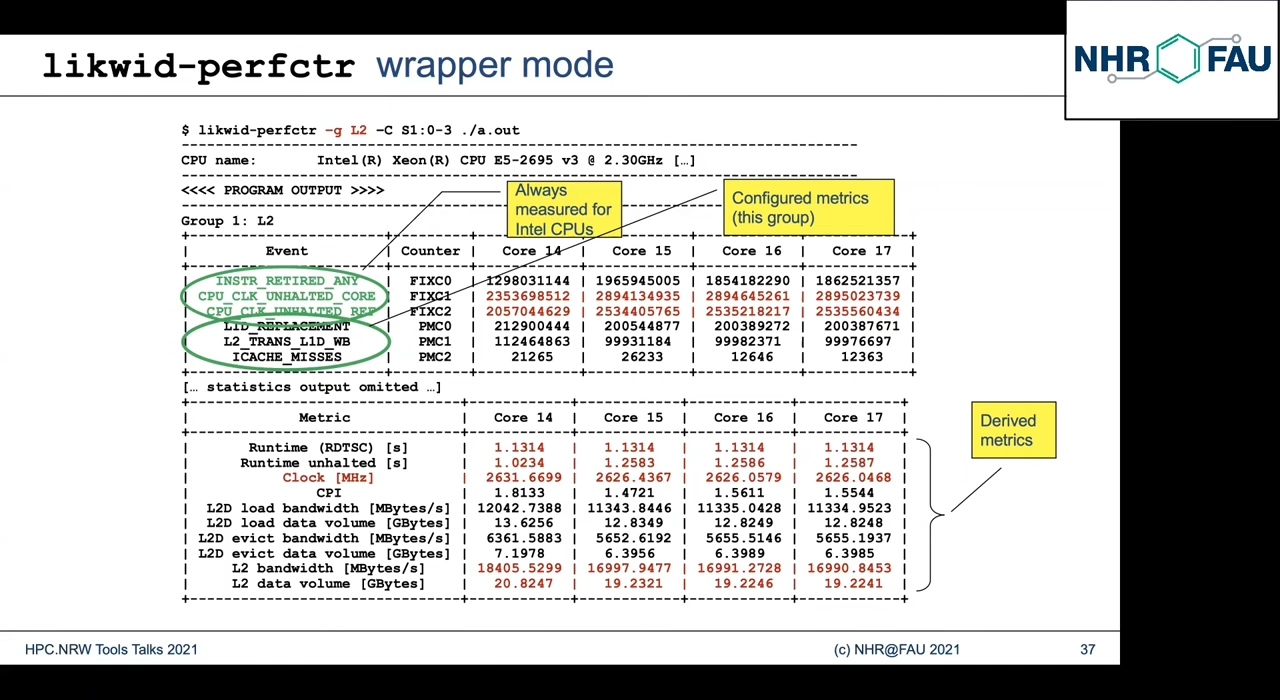 likwid-perfctr wrapper mode
NHR FAU
$ likwid-perfctr -g L2 -C S1:0-3 ./a.out
CPU name: Intel(R) Xeon(R) CPU E5-2695 v3 @ 2.30GHz […]
<<<< PROGRAM OUTPUT >>>>
Always measured for Intel CPUs
Configured metrics (this group)
Group 1: L2
| Event | Counter | Core 14 | Core 15 | Core 16 | Core 17 |
| INSTR_RETIRED_ANY | FIXC0 | 1298031144 | 1965945005 | 1854182290 | 1862521357 |
| CPU_CLK_UNHALTED_CORE | FIXC1 | 2353698512 | 2894134935 | 2894645261 | 2895023739 |
| CPU_CLK_UNHALTED_REF | FIXC2 | 2057044629 | 2534405765 | 2535218217 | 2535560434 |
| L1D_REPLACEMENT | PMC0 | 212900444 | 200544877 | 200389272 | 200387671 |
| L2_TRANS_L1D_WB | PMC1 | 112464863 | 99931184 | 99982371 | 99976697 |
| ICACHE_MISSES | PMC2 | 21265 | 26233 | 12646 | 12363 |
[… statistics output omitted …]
| Metric | Core 14 | Core 15 | Core 16 | Core 17 |
| Runtime (RDTSC) [s] | 1.1314 | 1.1314 | 1.1314 | 1.1314 |
| Runtime unhalted [s] | 1.0234 | 1.2583 | 1.2586 | 1.2587 |
| Clock [MHz] | 2631.6699 | 2626.4367 | 2626.0579 | 2626.0468 |
| CPI | 1.8133 | 1.4721 | 1.5611 | 1.5544 |
| L2D load bandwidth [MBytes/s] | 12042.7388 | 11343.8446 | 11335.0428 | 11334.9523 |
| L2D load data volume [GBytes] | 13.6256 | 12.8349 | 12.8249 | 12.8248 |
| L2D evict bandwidth [MBytes/s] | 6361.5883 | 5652.6192 | 5655.5146 | 5655.1937 |
| L2D evict data volume [GBytes] | 7.1978 | 6.3956 | 6.3989 | 6.3985 |
| L2 bandwidth [MBytes/s] | 18405.5299 | 16997.9477 | 16991.2728 | 16990.8453 |
| L2 data volume [GBytes] | 20.8247 | 19.2321 | 19.2246 | 19.2241 |
Derived metrics
HPC.NRW Tools Talks 2021
(c) NHR@FAU 2021
37